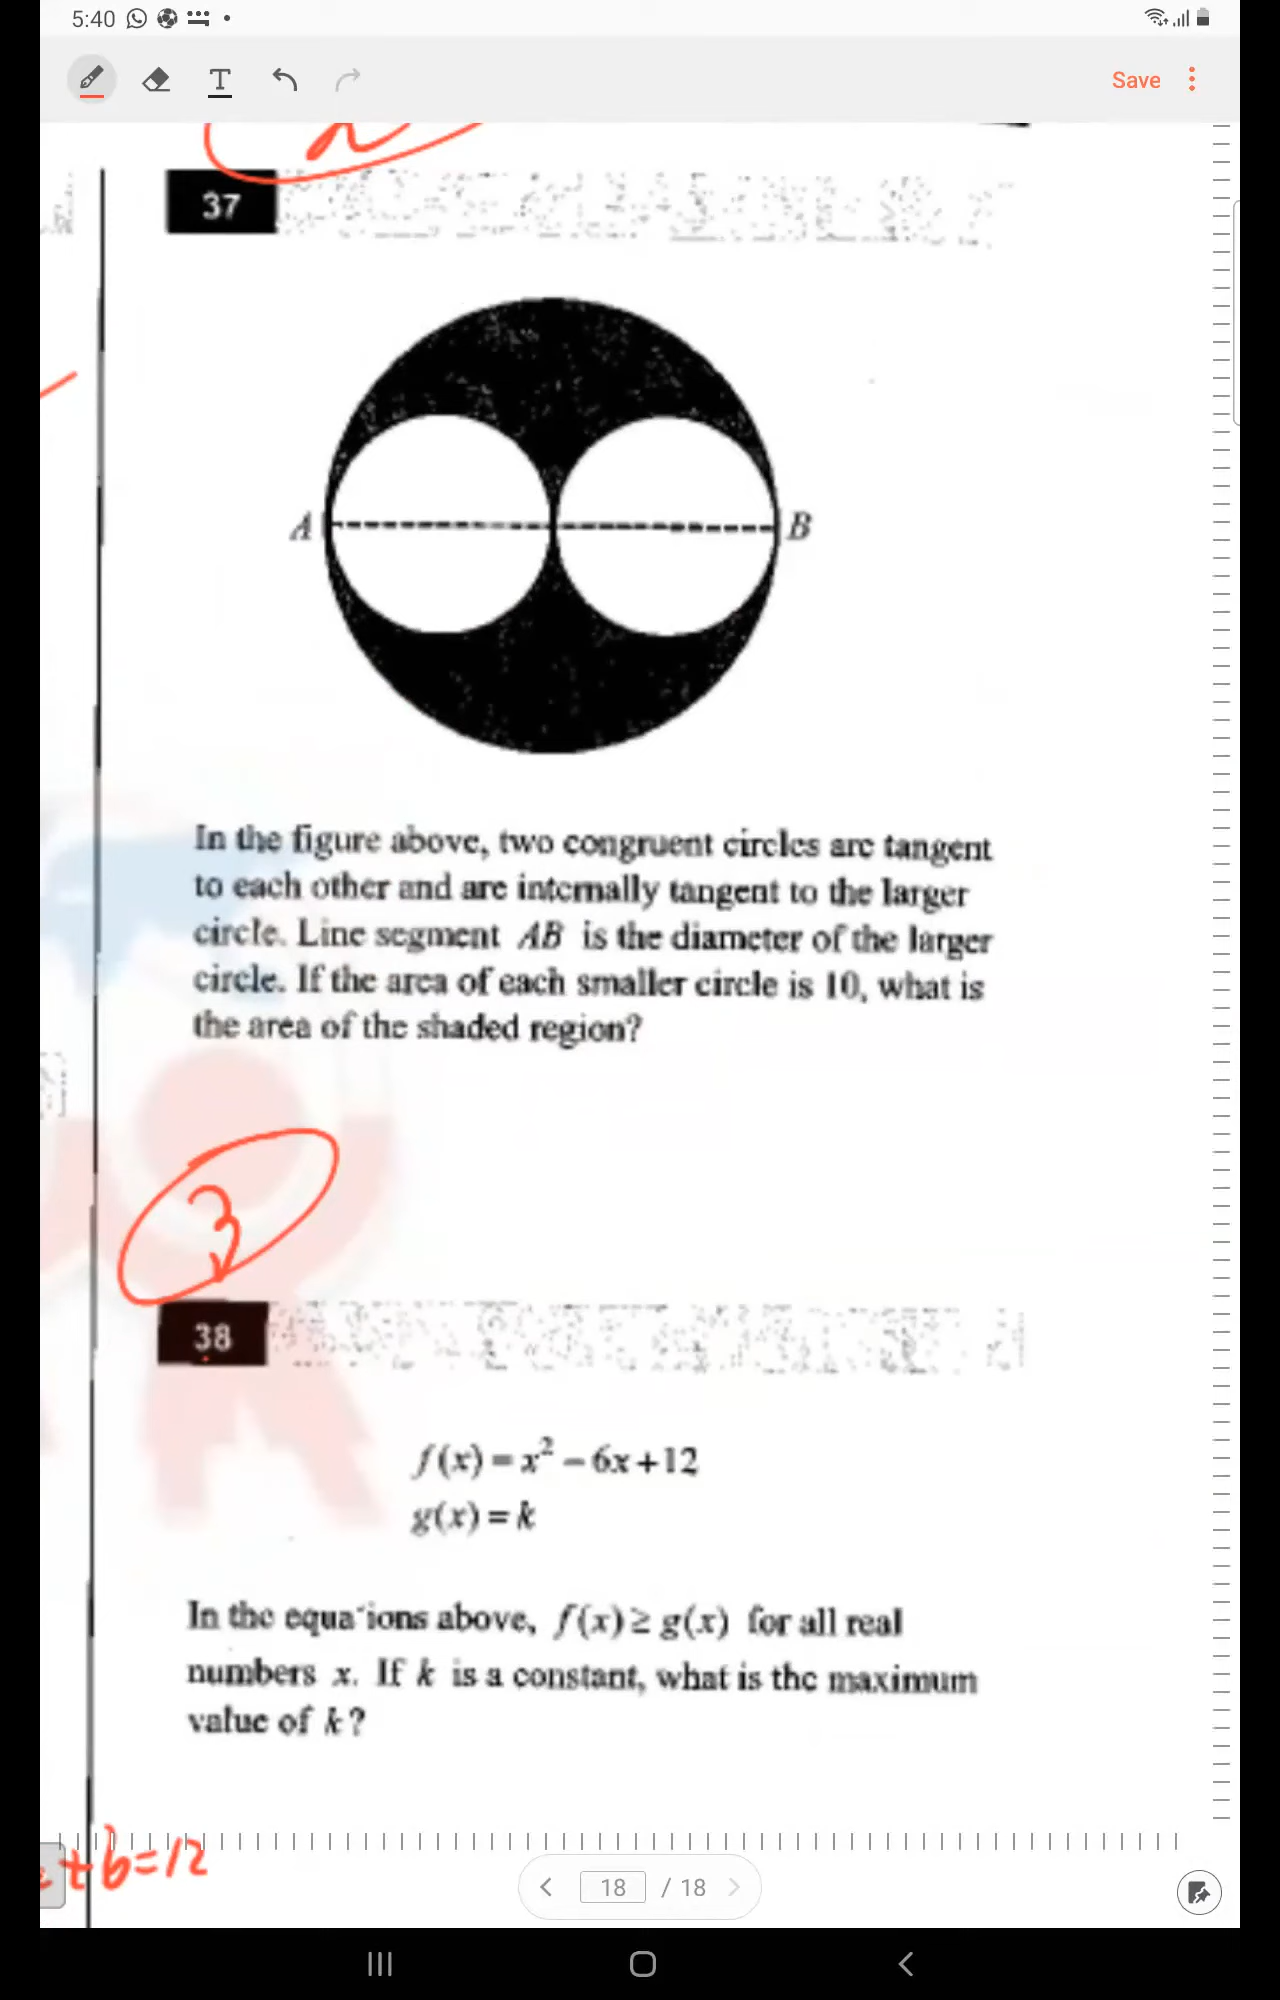 5:40
T
Save
37
A
B
In the figure above, two congruent circles are tangent
to each other and are internally tangent to the larger
circle. Line segment AB is the diameter of the larger
circle. If the area of each smaller circle is 10, what is
the area of the shaded region?
3
38
f(x) = x² – 6x + 12
g(x) = k
In the equations above, f(x) ≥ g(x) for all real
numbers x. If k is a constant, what is the maximum
value of k?
+b=12
18 / 18